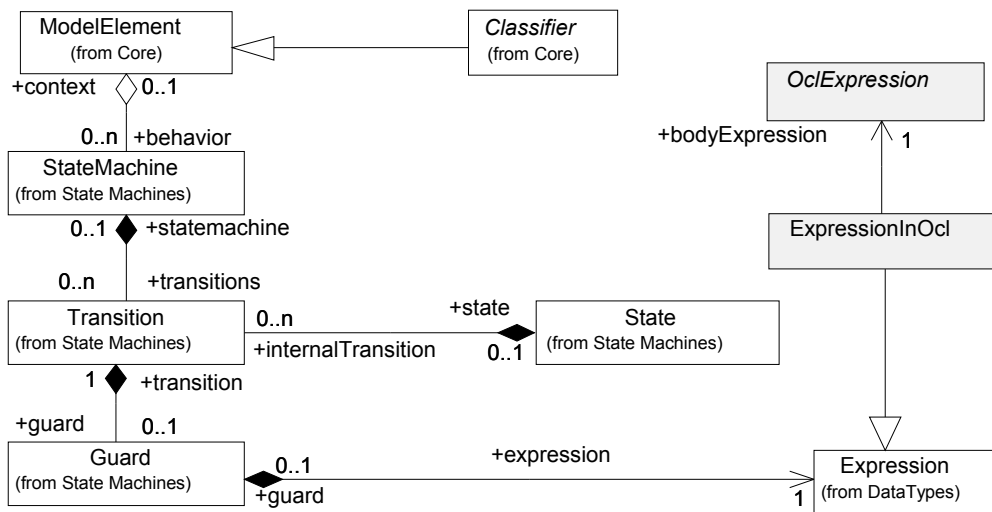 ModelElement
(from Core)
Classifier
(from Core)
+context
0..1
OclExpression
+bodyExpression
1
0..n
+behavior
StateMachine
(from State Machines)
0..1
+statemachine
ExpressionInOcl
0..n
+transitions
Transition
(from State Machines)
0..n
+internalTransition
+state
0..1
State
(from State Machines)
1
+transition
+guard
0..1
Guard
(from State Machines)
0..1
+guard
+expression
1
Expression
(from DataTypes)